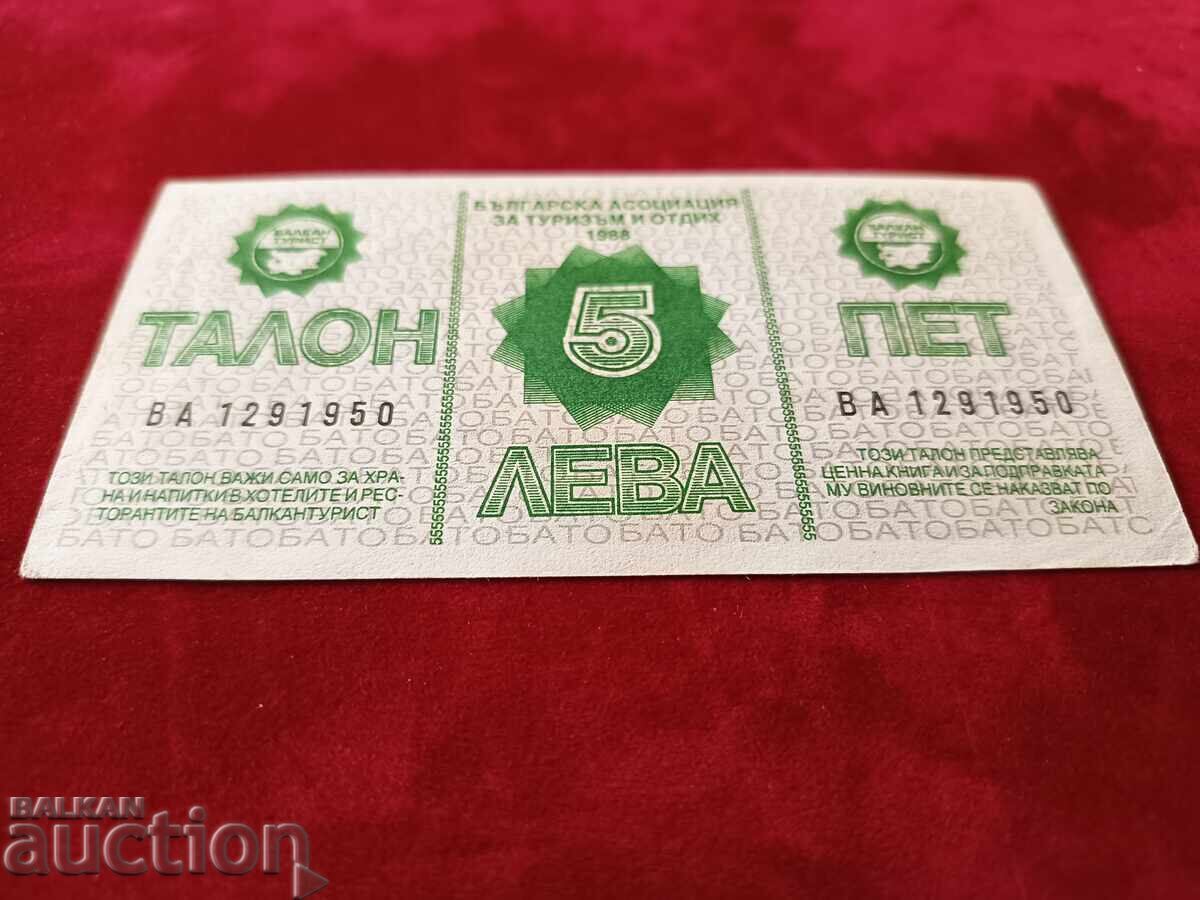 БЪЛГАРСКА АСОЦИАЦИЯ
ЗА ТУРИЗЪМ И ОТДИХ
1988
БАЛКАН
ТУРИСТ
БАЛКАН
ТУРИСТ
5
ТАЛОН
ПЕТ
ВА 1291950
ВА 1291950
ЛЕВА
ТОЗИ ТАЛОН ВАЖИ САМО ЗА ХРА-
НА И НАПИТКИ В ХОТЕЛИТЕ И РЕС-
ТОРАНТИТЕ НА БАЛКАНТУРИСТ
ТОЗИ ТАЛОН ПРЕДСТАВЛЯВА
ЦЕННА КНИГА И ЗА ПОДПРАВКАТА
МУ ВИНОВНИТЕ СЕ НАКАЗВАТ ПО
ЗАКОНА
BALKAN
auction